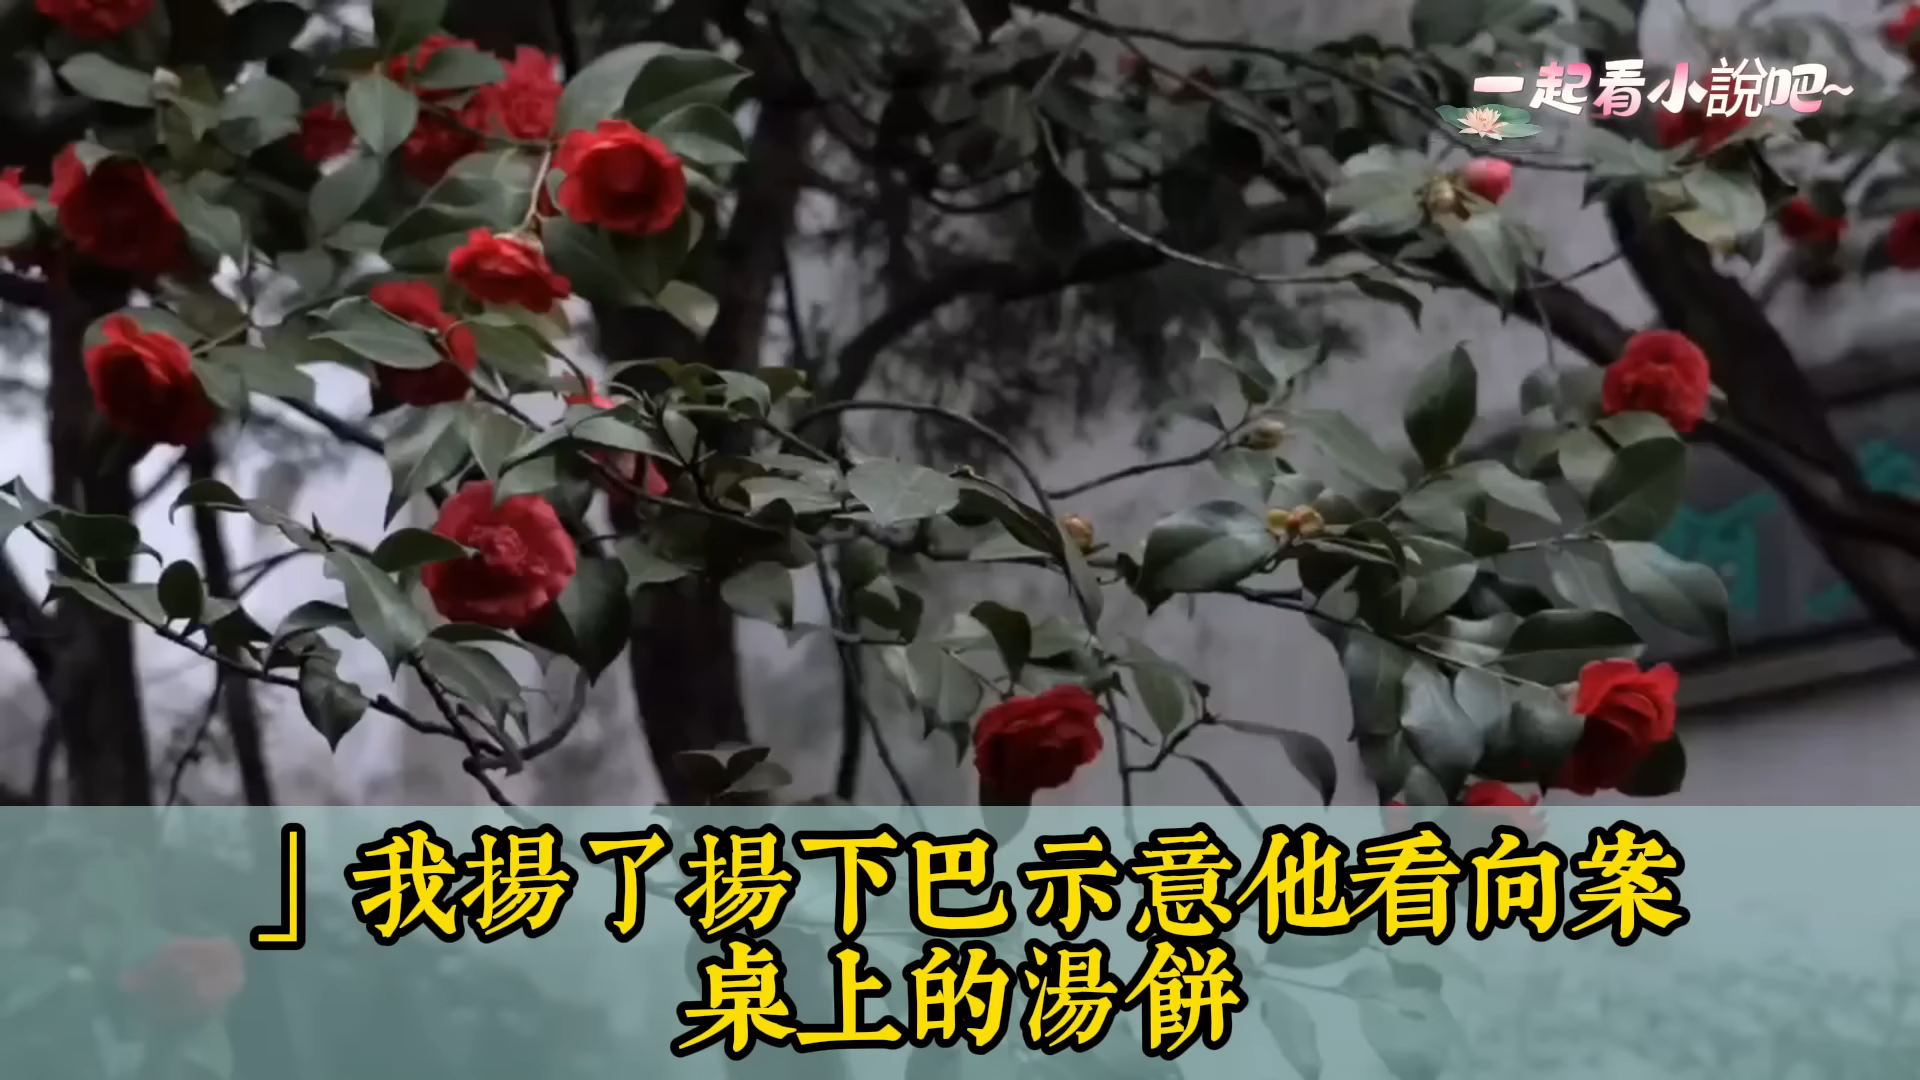 一起看小說吧~
」我揚了揚下巴示意他看向案
桌上的湯餅